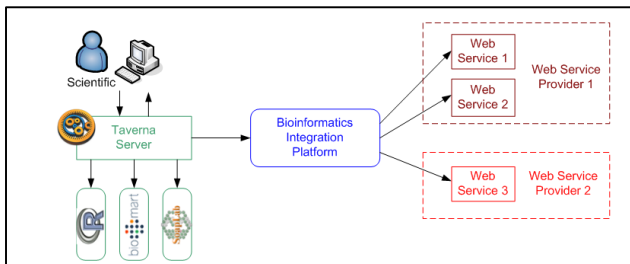 Scientific
Taverna
Server
R
biomart
SoapLab
Bioinformatics
Integration
Platform
Web
Service 1
Web
Service 2
Web Service
Provider 1
Web
Service 3
Web Service
Provider 2